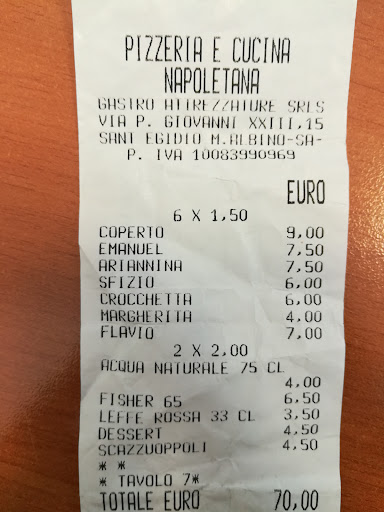 PIZZERIA E CUCINA
NAPOLETANA
GASTRO ATTREZZATURE SRLS
VIA P. GIOVANNI XXIII,15
SANT EGIDIO M.ALBINO-SA-
P. IVA 10083990969
EURO
6 X 1,50
COPERTO 9,00
EMANUEL 7,50
ARIANNINA 7,50
SFIZIO 6,00
CROCCHETTA 6,00
MARGHERITA 4,00
FLAVIO 7,00
2 X 2,00
ACQUA NATURALE 75 CL
4,00
FISHER 65 6,50
LEFFE ROSSA 33 CL 3,50
DESSERT 4,50
SCAZZUOPPOLI 4,50
* *
* TAVOLO 7*
TOTALE EURO 70,00